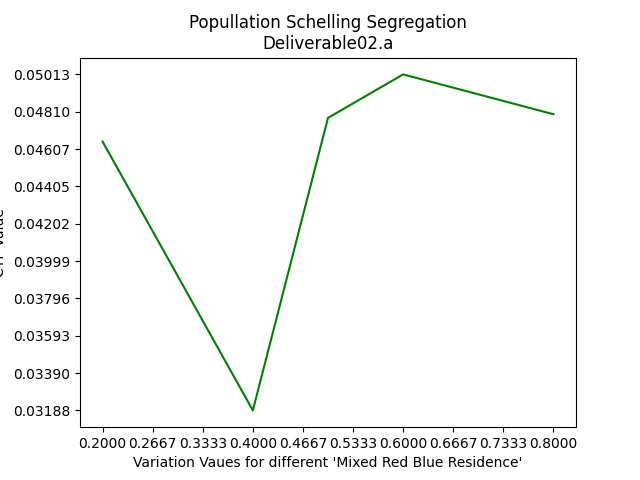 Popullation Schelling Segregation
Deliverable02.a
0.05013
0.04810
0.04607
0.04405
0.04202
0.03999
0.03796
0.03593
0.03390
0.03188
0.2000 0.2667 0.3333 0.4000 0.4667 0.5333 0.6000 0.6667 0.7333 0.8000
Variation Vaues for different 'Mixed Red Blue Residence'